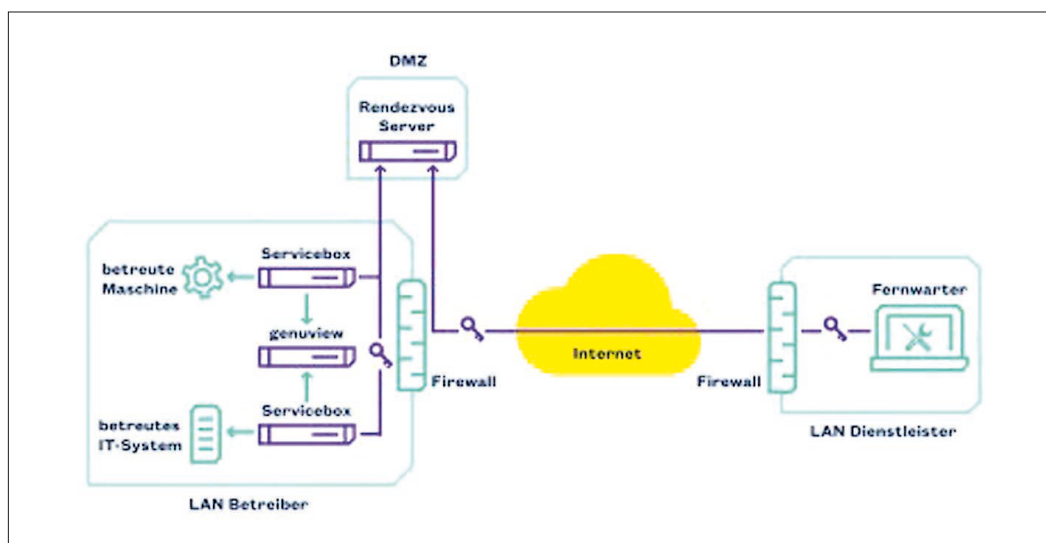 DMZ
Rendezvous
Server
Servicebox
betreute
Maschine
genuview
Servicebox
betreutes
IT-System
Firewall
LAN Betreiber
Internet
Firewall
Fernwarter
LAN Dienstleister